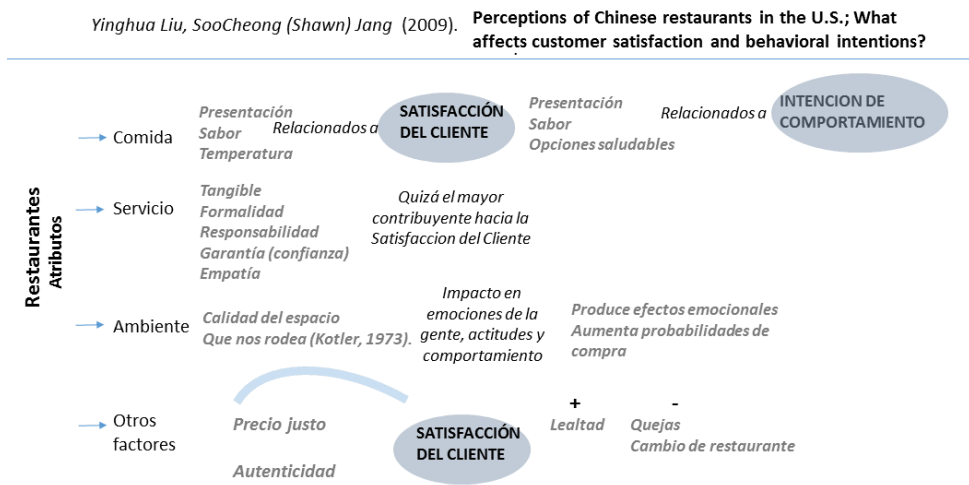 Yinghua Liu, SooCheong (Shawn) Jang (2009).
Perceptions of Chinese restaurants in the U.S.; What
affects customer satisfaction and behavioral intentions?
Restaurantes
Atributos
Comida
Presentación
Sabor
Temperatura
Relacionados a
SATISFACCIÓN
DEL CLIENTE
Presentación
Sabor
Opciones saludables
Relacionados a
INTENCION DE
COMPORTAMIENTO
Servicio
Tangible
Formalidad
Responsabilidad
Garantía (confianza)
Empatía
Quizá el mayor
contribuyente hacia la
Satisfaccion del Cliente
Ambiente
Calidad del espacio
Que nos rodea (Kotler, 1973).
Impacto en
emociones de la
gente, actitudes y
comportamiento
Produce efectos emocionales
Aumenta probabilidades de
compra
Otros
factores
Precio justo
Autenticidad
SATISFACCIÓN
DEL CLIENTE
+
Lealtad
-
Quejas
Cambio de restaurante